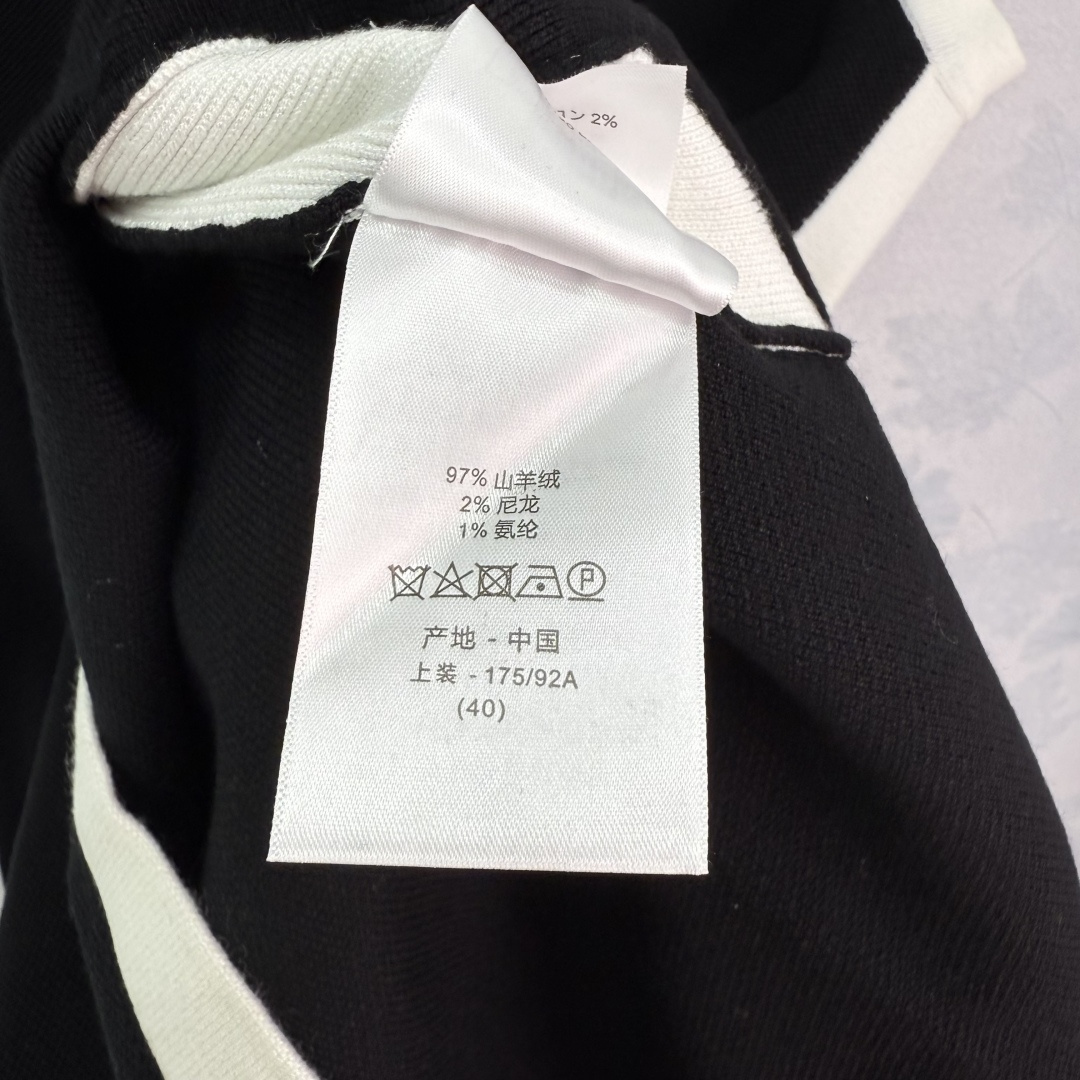 ン 2%
97% 山羊绒
2% 尼龙
1% 氨纶
P
产地 - 中国
上装 - 175/92A
(40)